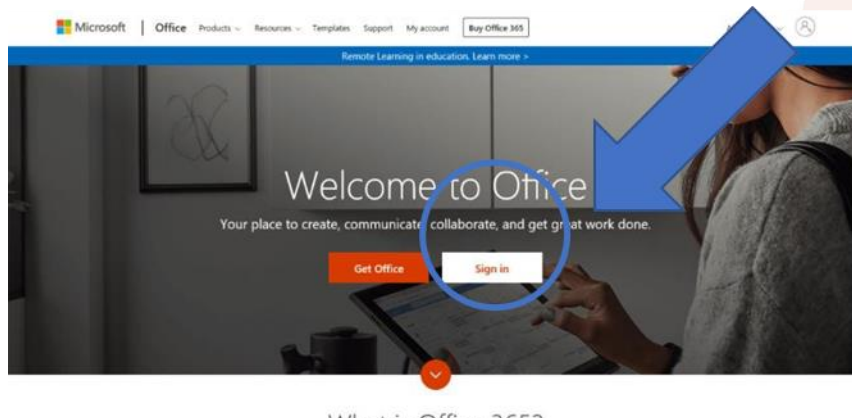 Microsoft | Office Products Resources Templates Support My account Buy Office 365
Remote Learning in education. Learn more >
Welcome to Office
Your place to create, communicate, collaborate, and get great work done.
Get Office Sign in
What is Office 365?